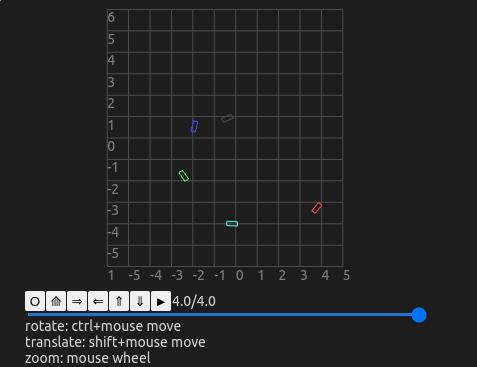 6
5
4
3
2
1
0
-1
-2
-3
-4
-5
1 -5 -4 -3 -2 -1 0 1 2 3 4 5
O ⟰ ⇒ ⇐ ⇑ ⇓ ▶ 4.0/4.0
rotate: ctrl+mouse move
translate: shift+mouse move
zoom: mouse wheel